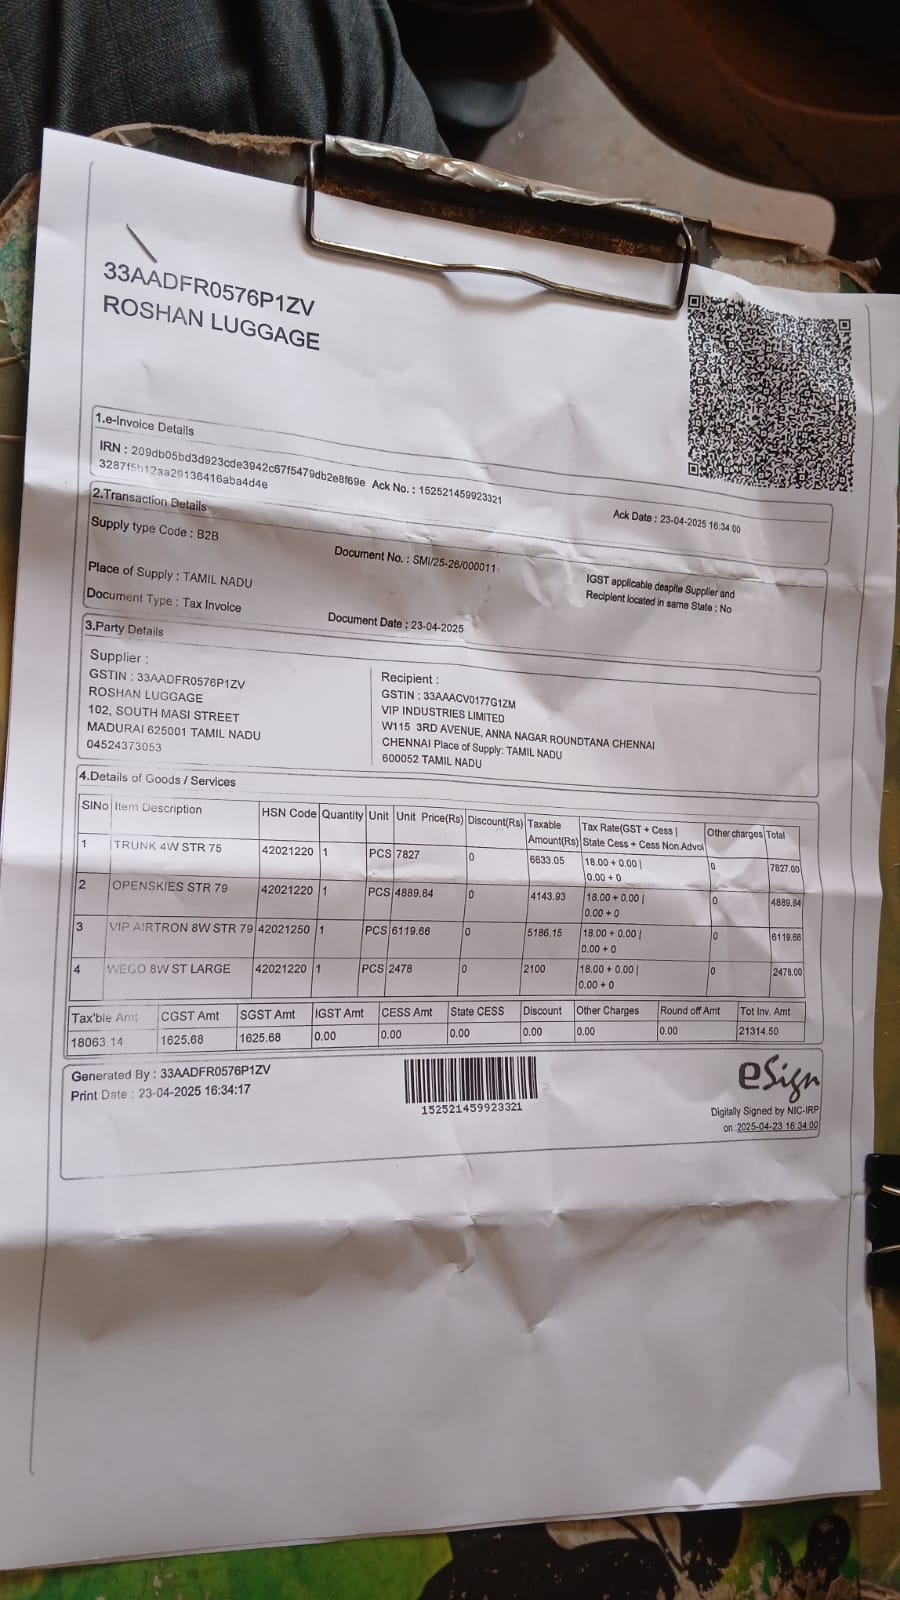 33AADFR0576P1ZV
ROSHAN LUGGAGE
1.e-Invoice Details
IRN : 209db05bd3d923cde3942c67f5479db2e8f69e Ack No. : 152521459923321 Ack Date : 23-04-2025 16:34:00
3287f5b12aa29136416aba4d4e
2.Transaction Details
Supply type Code : B2B Document No. : SMI/25-26/000011 IGST applicable despite Supplier and
Recipient located in same State : No
Place of Supply : TAMIL NADU
Document Type : Tax Invoice Document Date : 23-04-2025
3.Party Details
Supplier :
GSTIN : 33AADFR0576P1ZV
ROSHAN LUGGAGE
102, SOUTH MASI STREET
MADURAI 625001 TAMIL NADU
04524373053
Recipient :
GSTIN : 33AAACV0177G1ZM
VIP INDUSTRIES LIMITED
W115 3RD AVENUE, ANNA NAGAR ROUNDTANA CHENNAI
CHENNAI Place of Supply: TAMIL NADU
600052 TAMIL NADU
4.Details of Goods / Services
SlNo Item Description HSN Code Quantity Unit Unit Price(Rs) Discount(Rs) Taxable Amount(Rs) Tax Rate(GST + Cess | State Cess + Cess Non.Advol Other charges Total
1 TRUNK 4W STR 75 42021220 1 PCS 7827 0 6633.05 18.00 + 0.00 | 0.00 + 0 0 7827.00
2 OPENSKIES STR 79 42021220 1 PCS 4889.84 0 4143.93 18.00 + 0.00 | 0.00 + 0 0 4889.84
3 VIP AIRTRON 8W STR 79 42021250 1 PCS 6119.66 0 5186.15 18.00 + 0.00 | 0.00 + 0 0 6119.66
4 WEGO 8W ST LARGE 42021220 1 PCS 2478 0 2100 18.00 + 0.00 | 0.00 + 0 0 2478.00
Tax'ble Amt CGST Amt SGST Amt IGST Amt CESS Amt State CESS Discount Other Charges Round off Amt Tot Inv. Amt
18063.14 1625.68 1625.68 0.00 0.00 0.00 0.00 0.00 0.00 21314.50
Generated By : 33AADFR0576P1ZV
Print Date : 23-04-2025 16:34:17
152521459923321
eSign
Digitally Signed by NIC-IRP
on :2025-04-23 16:34:00